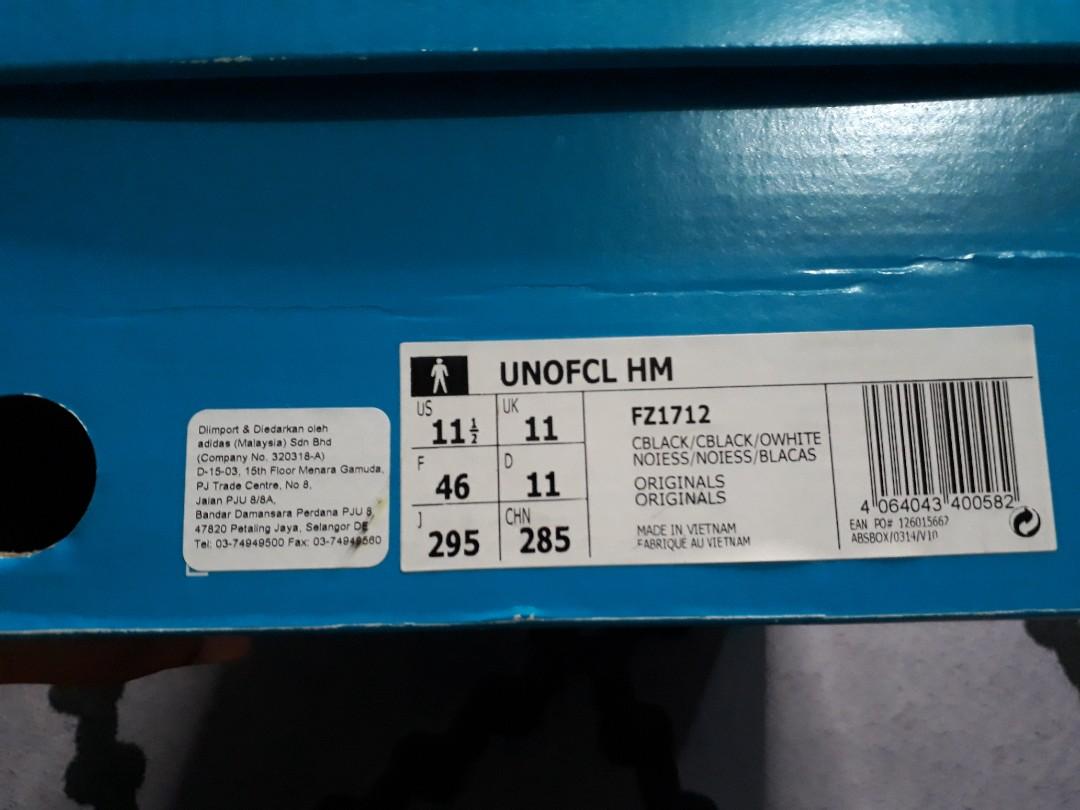 Diimport & Diedarkan oleh
adidas (Malaysia) Sdn Bhd
(Company No. 320318-A)
D-15-03, 15th Floor Menara Gamuda,
PJ Trade Centre, No 8,
Jalan PJU 8/8A,
Bandar Damansara Perdana PJU 8,
47820 Petaling Jaya, Selangor DE
Tel: 03-74949500 Fax: 03-74949560
UNOFCL HM
US 11½ UK 11
F 46 D 11
J 295 CHN 285
FZ1712
CBLACK/CBLACK/OWHITE
NOIESS/NOIESS/BLACAS
ORIGINALS
ORIGINALS
MADE IN VIETNAM
FABRIQUE AU VIETNAM
4 064043 400582
EAN PO# 126015667
ABSBOX/0314/V10